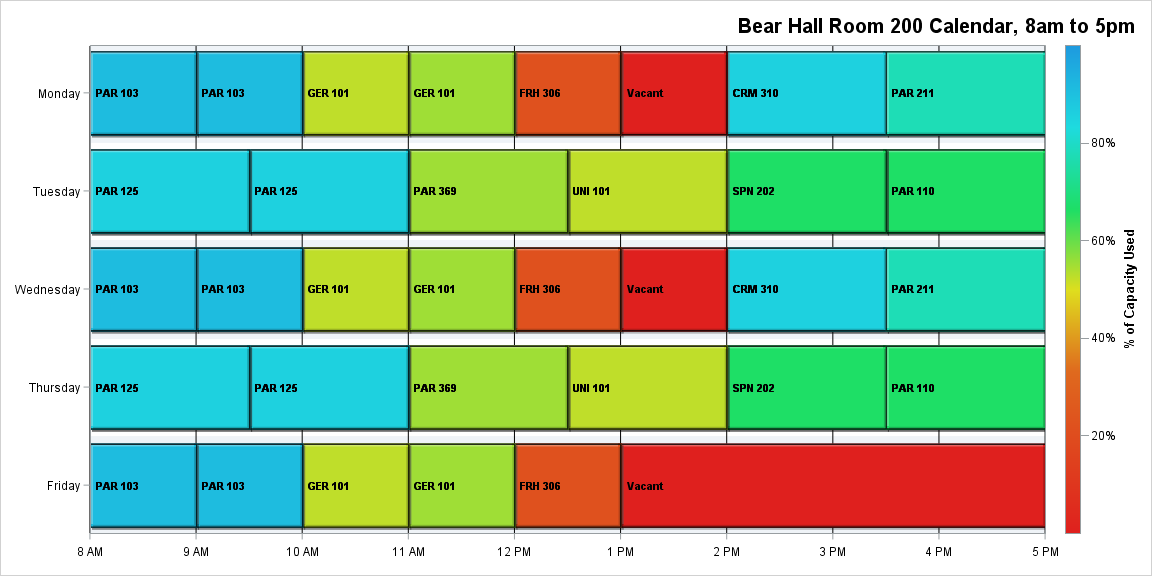 Bear Hall Room 200 Calendar, 8am to 5pm
Monday
PAR 103
PAR 103
GER 101
GER 101
FRH 306
Vacant
CRM 310
PAR 211
Tuesday
PAR 125
PAR 125
PAR 369
UNI 101
SPN 202
PAR 110
Wednesday
PAR 103
PAR 103
GER 101
GER 101
FRH 306
Vacant
CRM 310
PAR 211
Thursday
PAR 125
PAR 125
PAR 369
UNI 101
SPN 202
PAR 110
Friday
PAR 103
PAR 103
GER 101
GER 101
FRH 306
Vacant
8 AM
9 AM
10 AM
11 AM
12 PM
1 PM
2 PM
3 PM
4 PM
5 PM
80%
60%
40%
20%
% of Capacity Used